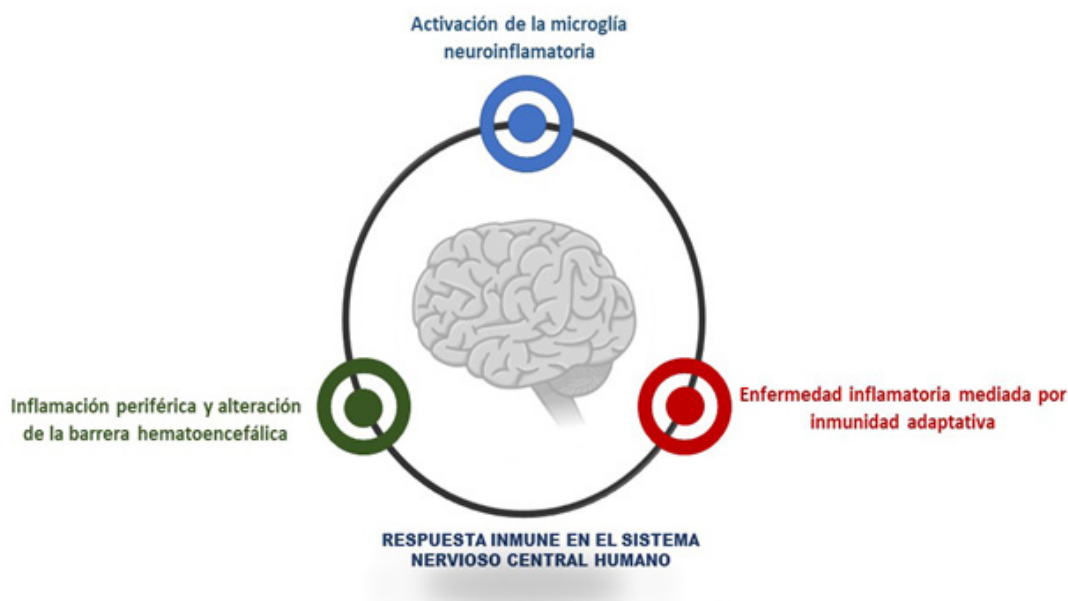 Activación de la microglía
neuroinflamatoria
Inflamación periférica y alteración
de la barrera hematoencefálica
Enfermedad inflamatoria mediada por
inmunidad adaptativa
RESPUESTA INMUNE EN EL SISTEMA
NERVIOSO CENTRAL HUMANO